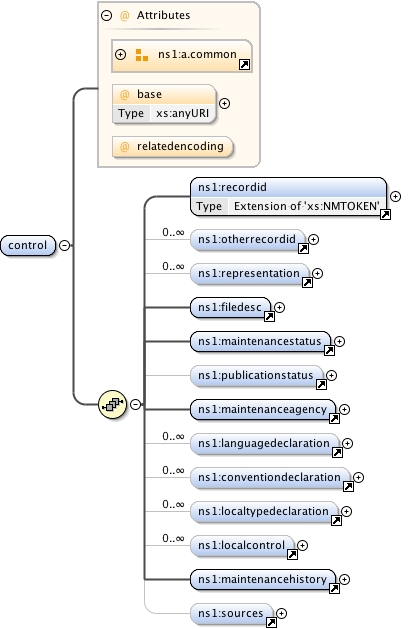 Attributes
ns1:a.common
@ base
Type xs:anyURI
@ relatedencoding
control
ns1:recordid
Type Extension of 'xs:NMTOKEN'
0..∞ ns1:otherrecordid
0..∞ ns1:representation
ns1:filedesc
ns1:maintenancestatus
ns1:publicationstatus
ns1:maintenanceagency
0..∞ ns1:languagedeclaration
0..∞ ns1:conventiondeclaration
0..∞ ns1:localtypedeclaration
0..∞ ns1:localcontrol
ns1:maintenancehistory
ns1:sources